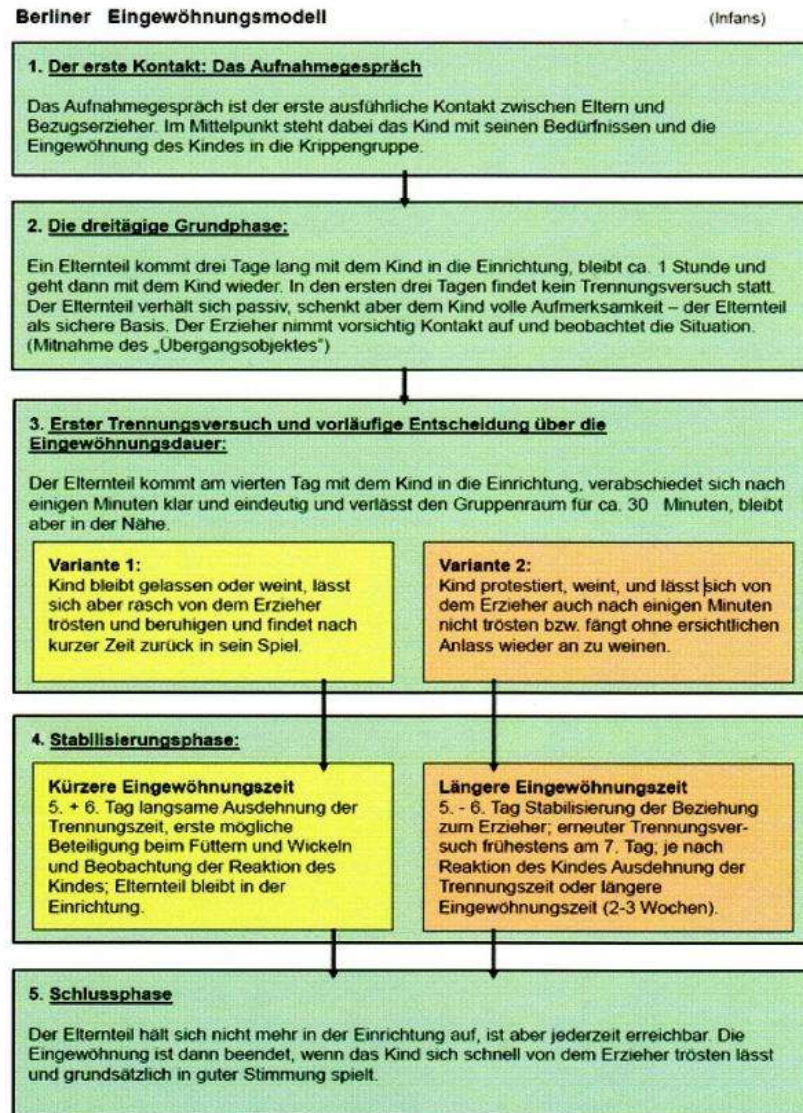 Berliner Eingewöhnungsmodell (Infans)
1. Der erste Kontakt: Das Aufnahmegespräch
Das Aufnahmegespräch ist der erste ausführliche Kontakt zwischen Eltern und
Bezugserzieher. Im Mittelpunkt steht dabei das Kind mit seinen Bedürfnissen und die
Eingewöhnung des Kindes in die Krippengruppe.
2. Die dreitägige Grundphase:
Ein Elternteil kommt drei Tage lang mit dem Kind in die Einrichtung, bleibt ca. 1 Stunde und
geht dann mit dem Kind wieder. In den ersten drei Tagen findet kein Trennungsversuch statt.
Der Elternteil verhält sich passiv, schenkt aber dem Kind volle Aufmerksamkeit – der Elternteil
als sichere Basis. Der Erzieher nimmt vorsichtig Kontakt auf und beobachtet die Situation.
(Mitnahme des „Übergangsobjektes“)
3. Erster Trennungsversuch und vorläufige Entscheidung über die
Eingewöhnungsdauer:
Der Elternteil kommt am vierten Tag mit dem Kind in die Einrichtung, verabschiedet sich nach
einigen Minuten klar und eindeutig und verlässt den Gruppenraum für ca. 30 Minuten, bleibt
aber in der Nähe.
Variante 1:
Kind bleibt gelassen oder weint, lässt
sich aber rasch von dem Erzieher
trösten und beruhigen und findet nach
kurzer Zeit zurück in sein Spiel.
Variante 2:
Kind protestiert, weint, und lässt sich von
dem Erzieher auch nach einigen Minuten
nicht trösten bzw. fängt ohne ersichtlichen
Anlass wieder an zu weinen.
4. Stabilisierungsphase:
Kürzere Eingewöhnungszeit
5. + 6. Tag langsame Ausdehnung der
Trennungszeit, erste mögliche
Beteiligung beim Füttern und Wickeln
und Beobachtung der Reaktion des
Kindes; Elternteil bleibt in der
Einrichtung.
Längere Eingewöhnungszeit
5. - 6. Tag Stabilisierung der Beziehung
zum Erzieher; erneuter Trennungsver-
such frühestens am 7. Tag; je nach
Reaktion des Kindes Ausdehnung der
Trennungszeit oder längere
Eingewöhnungszeit (2-3 Wochen).
5. Schlussphase
Der Elternteil hält sich nicht mehr in der Einrichtung auf, ist aber jederzeit erreichbar. Die
Eingewöhnung ist dann beendet, wenn das Kind sich schnell von dem Erzieher trösten lässt
und grundsätzlich in guter Stimmung spielt.